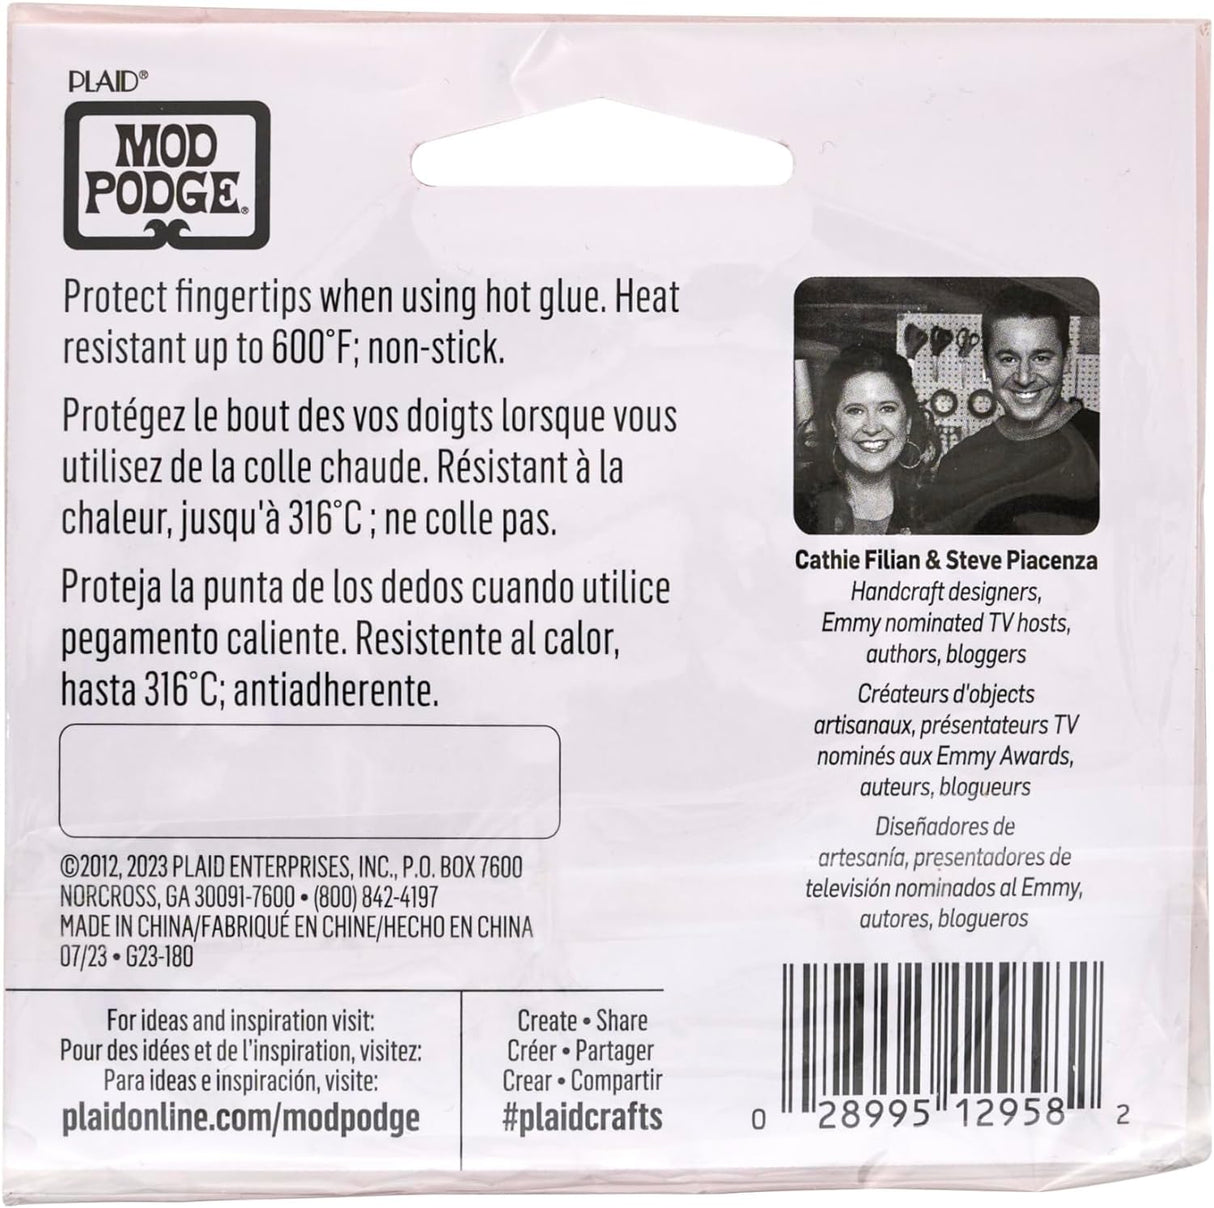 PLAID®
MOD
PODGE®
Protect fingertips when using hot glue. Heat
resistant up to 600°F; non-stick.
Protégez le bout des vos doigts lorsque vous
utilisez de la colle chaude. Résistant à la
chaleur, jusqu'à 316°C ; ne colle pas.
Proteja la punta de los dedos cuando utilice
pegamento caliente. Resistente al calor,
hasta 316°C; antiadherente.
©2012, 2023 PLAID ENTERPRISES, INC., P.O. BOX 7600
NORCROSS, GA 30091-7600 • (800) 842-4197
MADE IN CHINA/FABRIQUÉ EN CHINE/HECHO EN CHINA
07/23 • G23-180
For ideas and inspiration visit:
Pour des idées et de l'inspiration, visitez:
Para ideas e inspiración, visite:
plaidonline.com/modpodge
Create • Share
Créer • Partager
Crear • Compartir
#plaidcrafts
Cathie Filian & Steve Piacenza
Handcraft designers,
Emmy nominated TV hosts,
authors, bloggers
Créateurs d'objects
artisanaux, présentateurs TV
nominés aux Emmy Awards,
auteurs, blogueurs
Diseñadores de
artesanía, presentadores de
televisión nominados al Emmy,
autores, blogueros
0 28995 12958 2